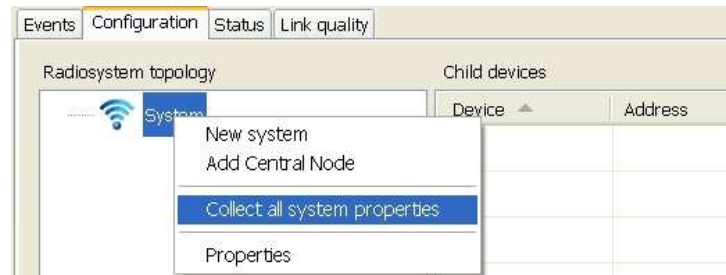 Events Configuration Status Link quality
Radiosystem topology Child devices
System Device Address
New system
Add Central Node
Collect all system properties
Properties